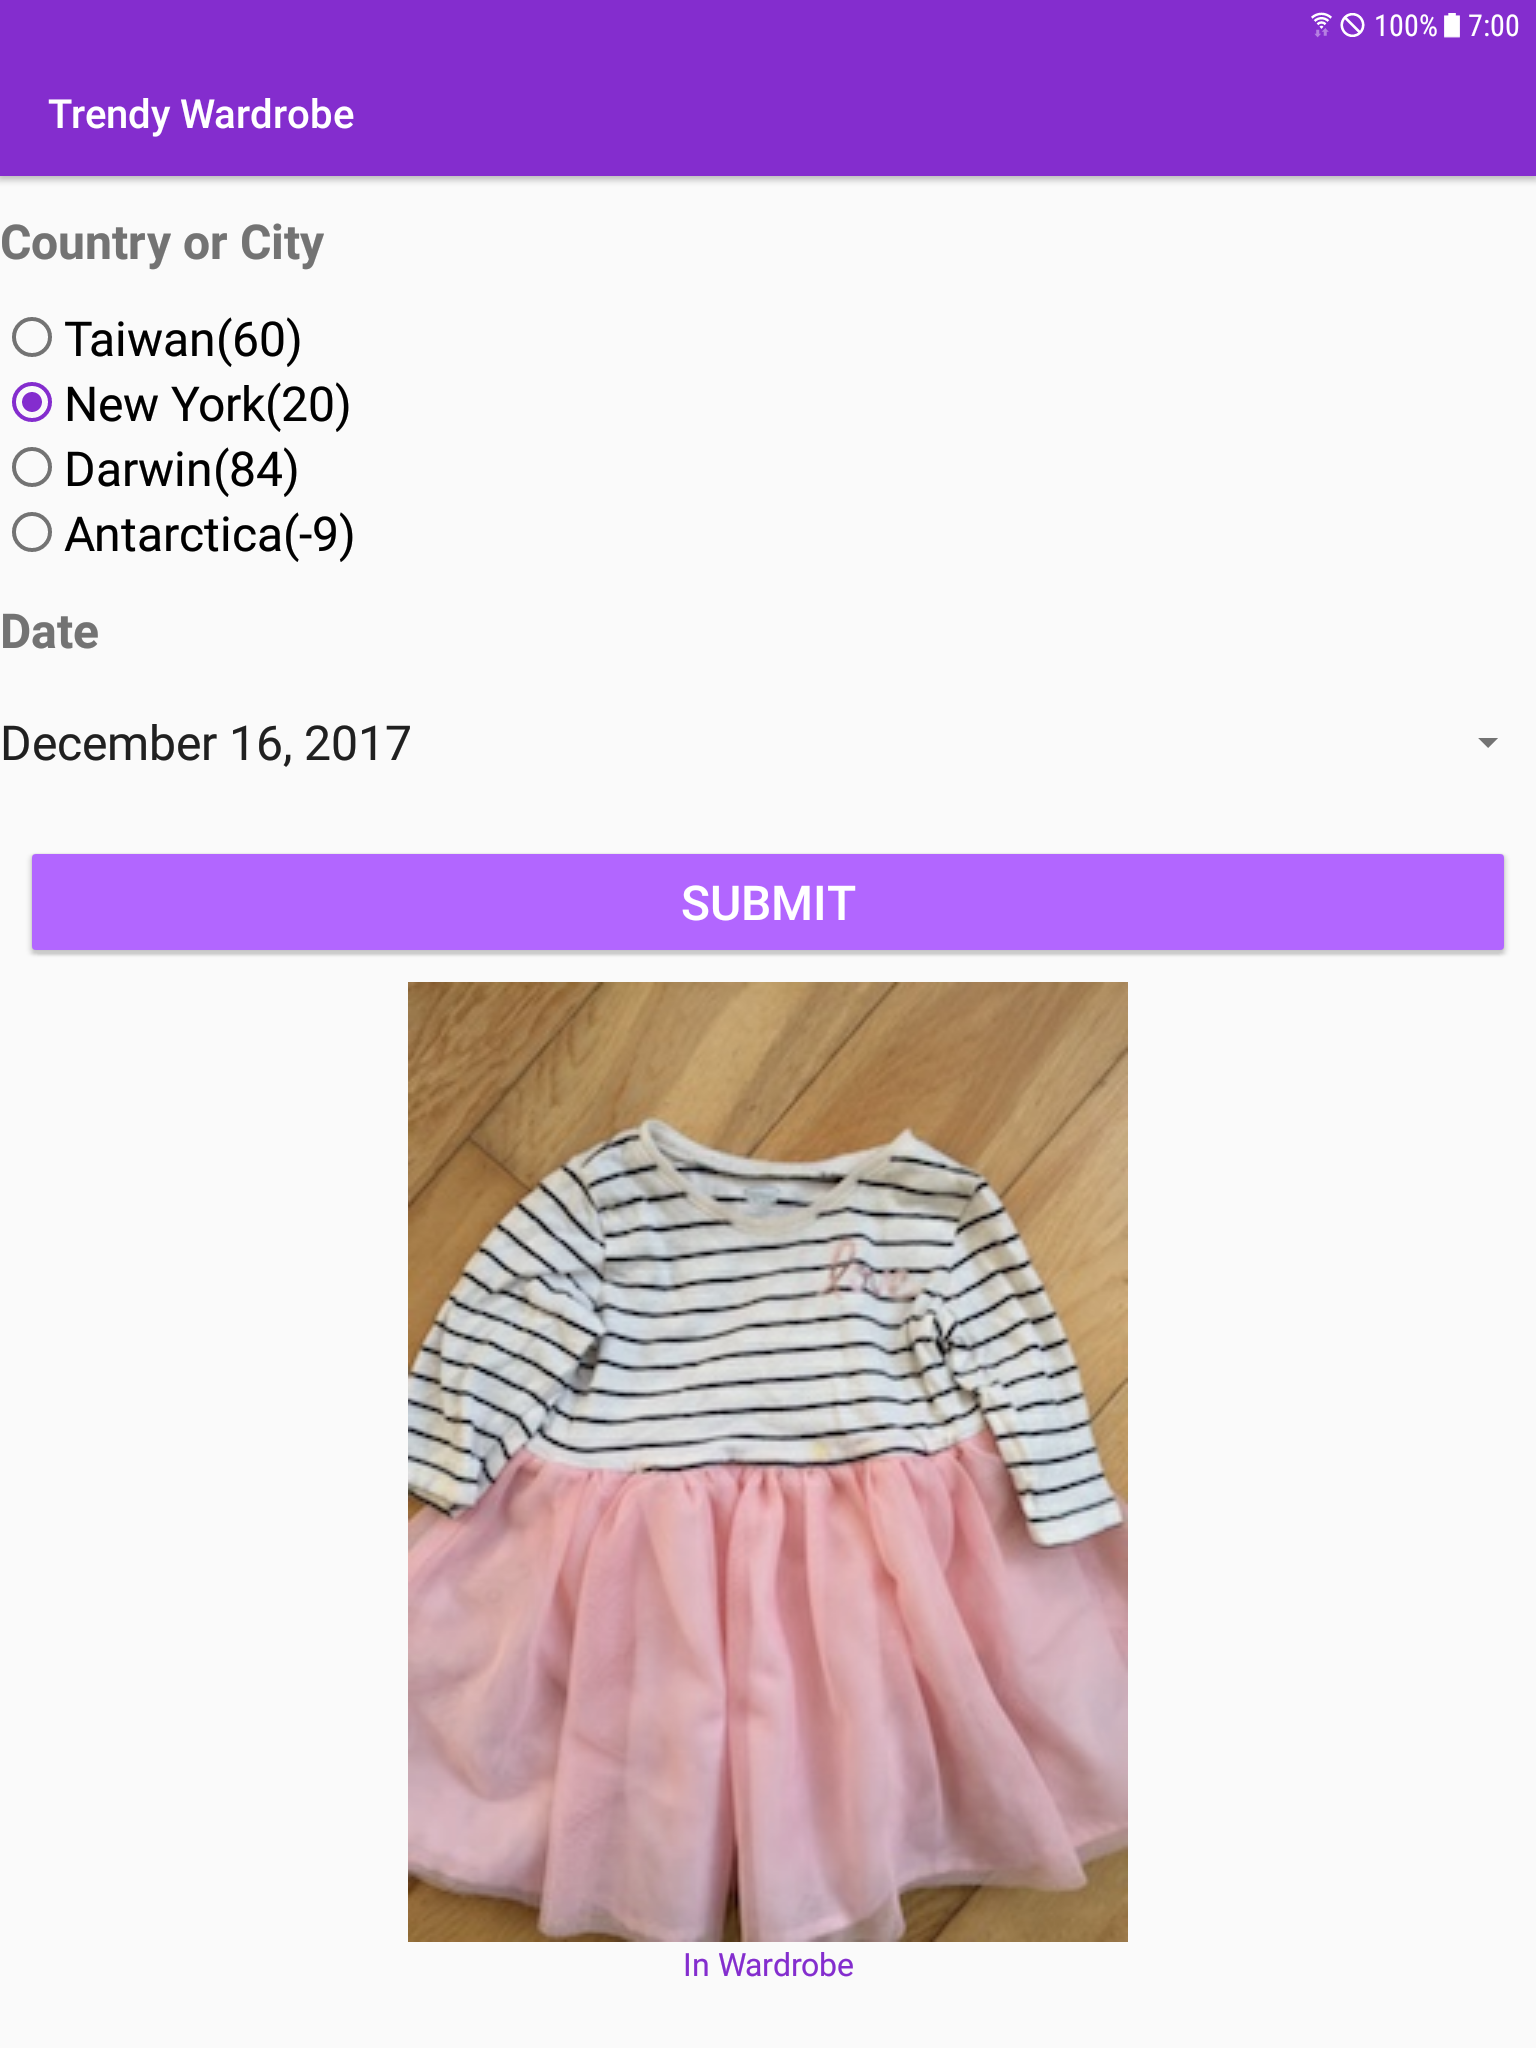 100% 7:00
Trendy Wardrobe
Country or City
Taiwan(60)
New York(20)
Darwin(84)
Antarctica(-9)
Date
December 16, 2017
SUBMIT
love
In Wardrobe